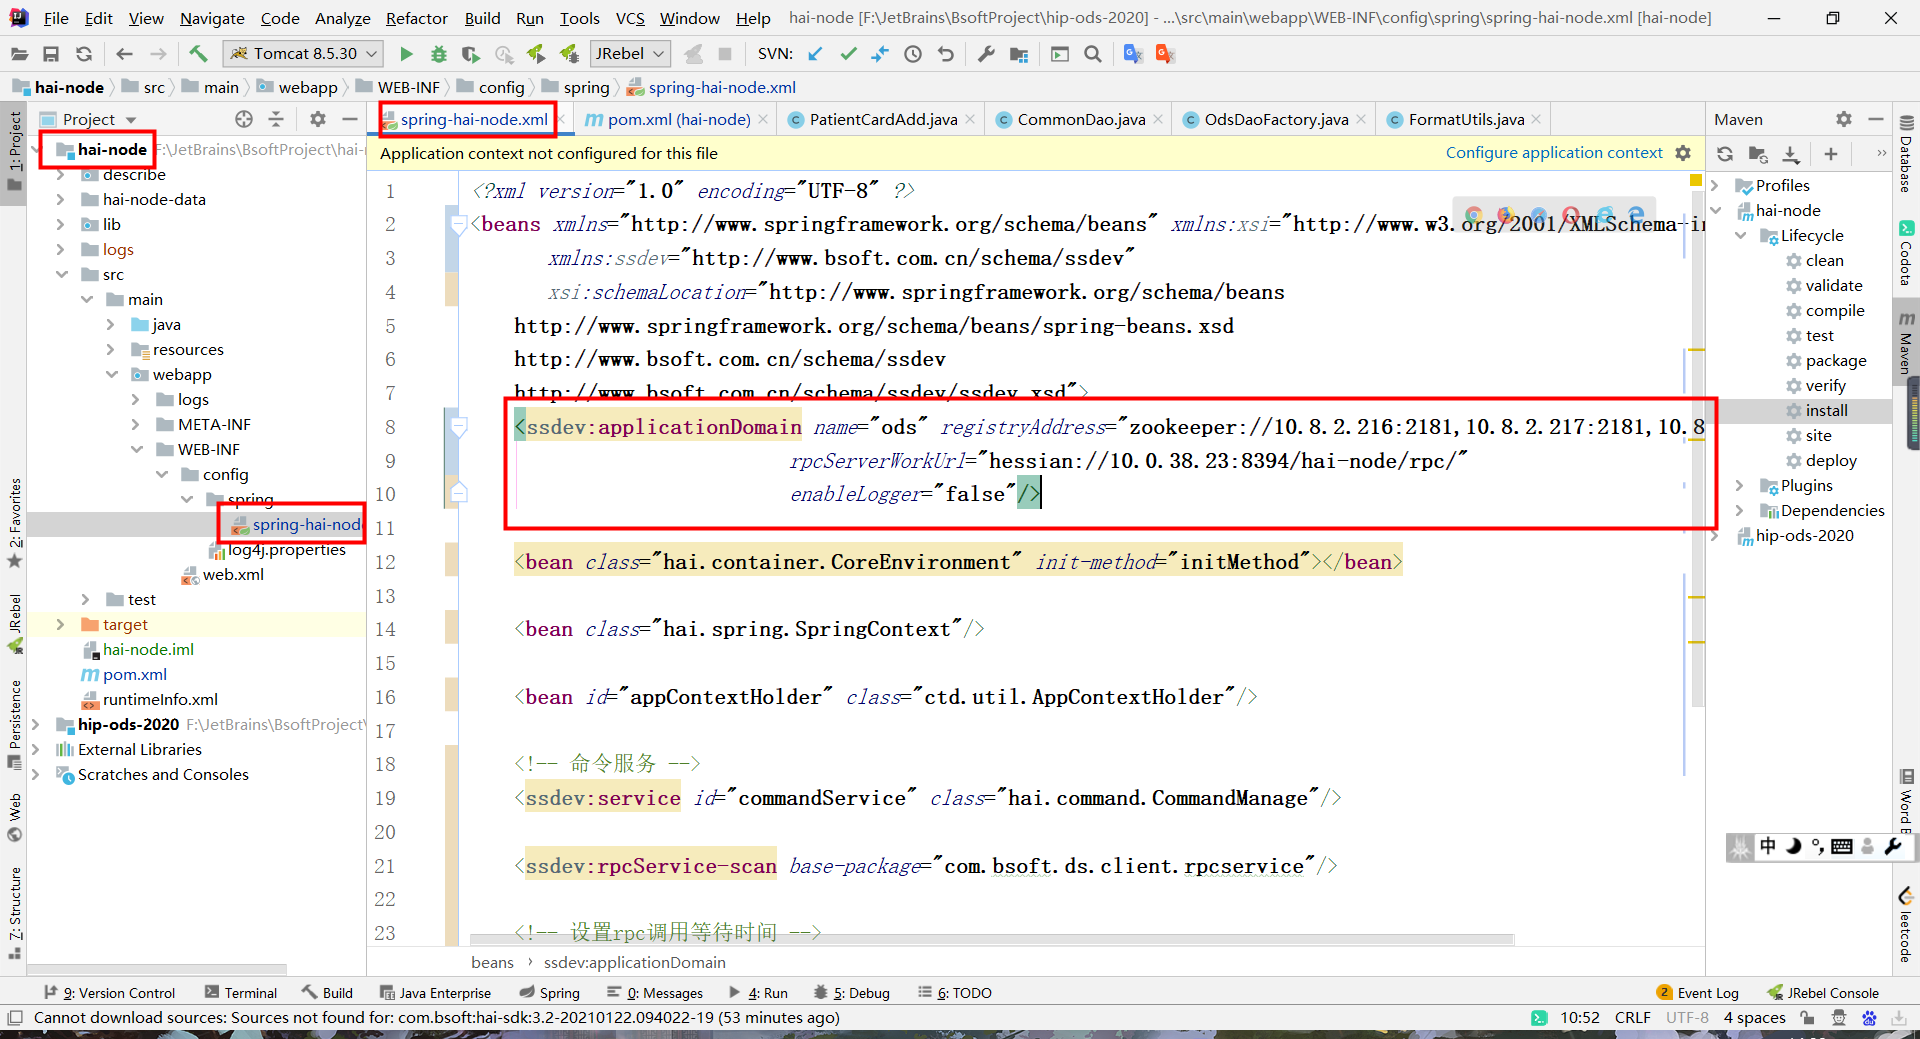 File Edit View Navigate Code Analyze Refactor Build Run Tools VCS Window Help hai-node [F:\JetBrains\BsoftProject\hip-ods-2020] - ...\src\main\webapp\WEB-INF\config\spring\spring-hai-node.xml [hai-node]
Tomcat 8.5.30 JRebel SVN:
hai-node src main webapp WEB-INF config spring spring-hai-node.xml
Project
spring-hai-node.xml pom.xml (hai-node) PatientCardAdd.java CommonDao.java OdsDaoFactory.java FormatUtils.java
Maven
Application context not configured for this file Configure application context
hai-node F:\JetBrains\BsoftProject\hai-
describe
hai-node-data
lib
logs
src
main
java
resources
webapp
logs
META-INF
WEB-INF
config
spring
spring-hai-nod
log4j.properties
web.xml
test
target
hai-node.iml
pom.xml
runtimeInfo.xml
hip-ods-2020 F:\JetBrains\BsoftProject\
External Libraries
Scratches and Consoles
1 <?xml version="1.0" encoding="UTF-8" ?>
2 <beans xmlns="http://www.springframework.org/schema/beans" xmlns:xsi="http://www.w3.org/2001/XMLSchema-in
3 xmlns:ssdev="http://www.bsoft.com.cn/schema/ssdev"
4 xsi:schemaLocation="http://www.springframework.org/schema/beans
5 http://www.springframework.org/schema/beans/spring-beans.xsd
6 http://www.bsoft.com.cn/schema/ssdev
7 http://www.bsoft.com.cn/schema/ssdev/ssdev.xsd">
8 <ssdev:applicationDomain name="ods" registryAddress="zookeeper://10.8.2.216:2181,10.8.2.217:2181,10.8
9 rpcServerWorkUrl="hessian://10.0.38.23:8394/hai-node/rpc/"
10 enableLogger="false"/>
11
12 <bean class="hai.container.CoreEnvironment" init-method="initMethod"></bean>
13
14 <bean class="hai.spring.SpringContext"/>
15
16 <bean id="appContextHolder" class="ctd.util.AppContextHolder"/>
17
18 <!-- 命令服务 -->
19 <ssdev:service id="commandService" class="hai.command.CommandManage"/>
20
21 <ssdev:rpcService-scan base-package="com.bsoft.ds.client.rpcservice"/>
22
23 <!-- 设置rpc调用等待时间 -->
beans › ssdev:applicationDomain
Profiles
hai-node
Lifecycle
clean
validate
compile
test
package
verify
install
site
deploy
Plugins
Dependencies
hip-ods-2020
1: Project
2: Favorites
JRebel
Persistence
Web
7: Structure
Database
Codota
Maven
Word B
leetcode
中
9: Version Control Terminal Build Java Enterprise Spring 0: Messages 4: Run 5: Debug 6: TODO 2 Event Log JRebel Console
Cannot download sources: Sources not found for: com.bsoft:hai-sdk:3.2-20210122.094022-19 (53 minutes ago) 10:52 CRLF UTF-8 4 spaces